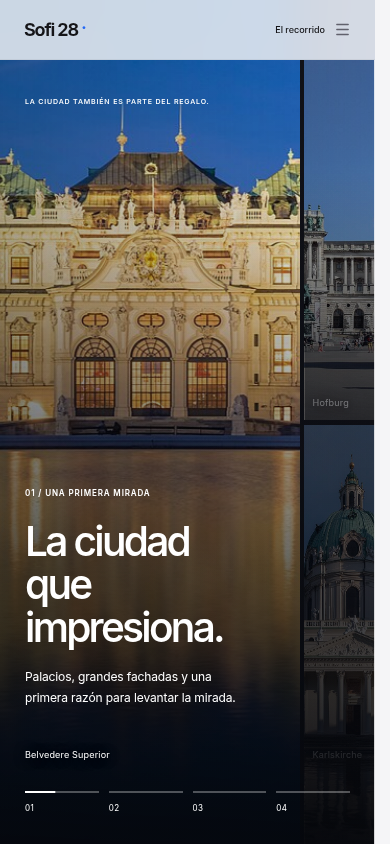 Sofi 28
El recorrido
LA CIUDAD TAMBIÉN ES PARTE DEL REGALO.
Hofburg
01 / UNA PRIMERA MIRADA
La ciudad
que
impresiona.
Palacios, grandes fachadas y una
primera razón para levantar la mirada.
Belvedere Superior
Karlskirche
01
02
03
04